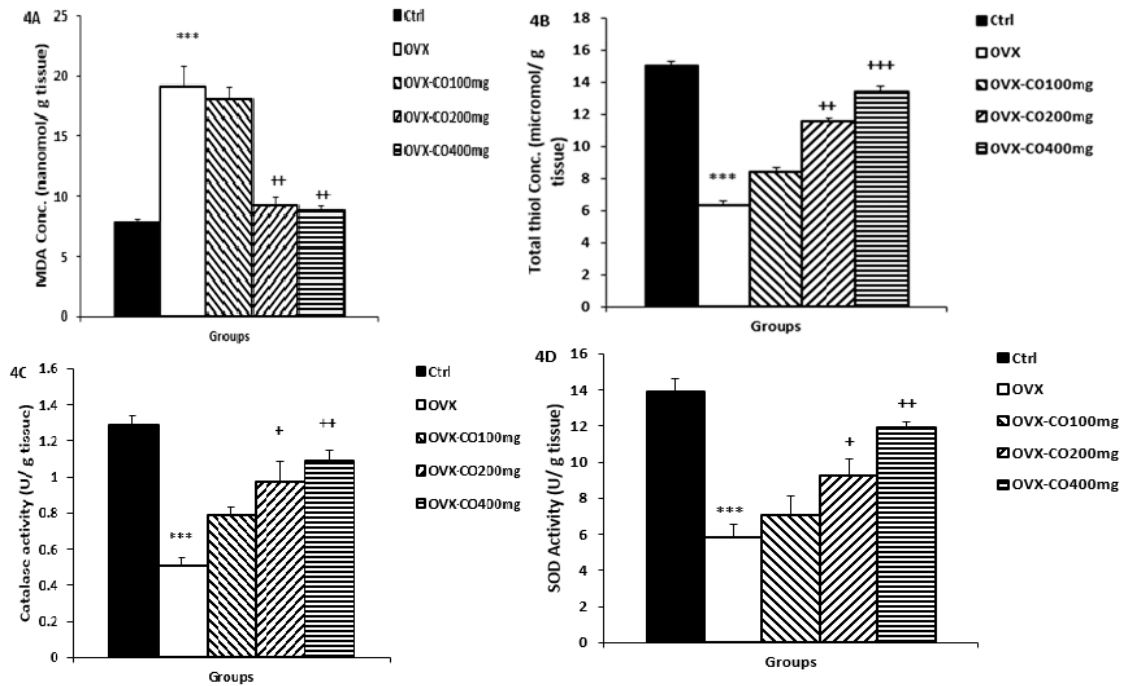 4A
MDA Conc. (nanomol/ g tissue)
25
20
15
10
5
0
***
++
++
Groups
Ctrl
OVX
OVX-CO100mg
OVX-CO200mg
OVX-CO400mg
4B
Total thiol Conc. (micromol/ g
tissue)
18
16
14
12
10
8
6
4
2
0
***
++
+++
Groups
Ctrl
OVX
OVX-CO100mg
OVX-CO200mg
OVX-CO400mg
4C
Catalase activity (U/ g tissue)
1.6
1.4
1.2
1
0.8
0.6
0.4
0.2
0
***
+
++
Groups
Ctrl
OVX
OVX-CO100mg
OVX-CO200mg
OVX-CO400mg
4D
SOD Activity (U/ g tissue)
16
14
12
10
8
6
4
2
0
***
+
++
Groups
Ctrl
OVX
OVX-CO100mg
OVX-CO200mg
OVX-CO400mg